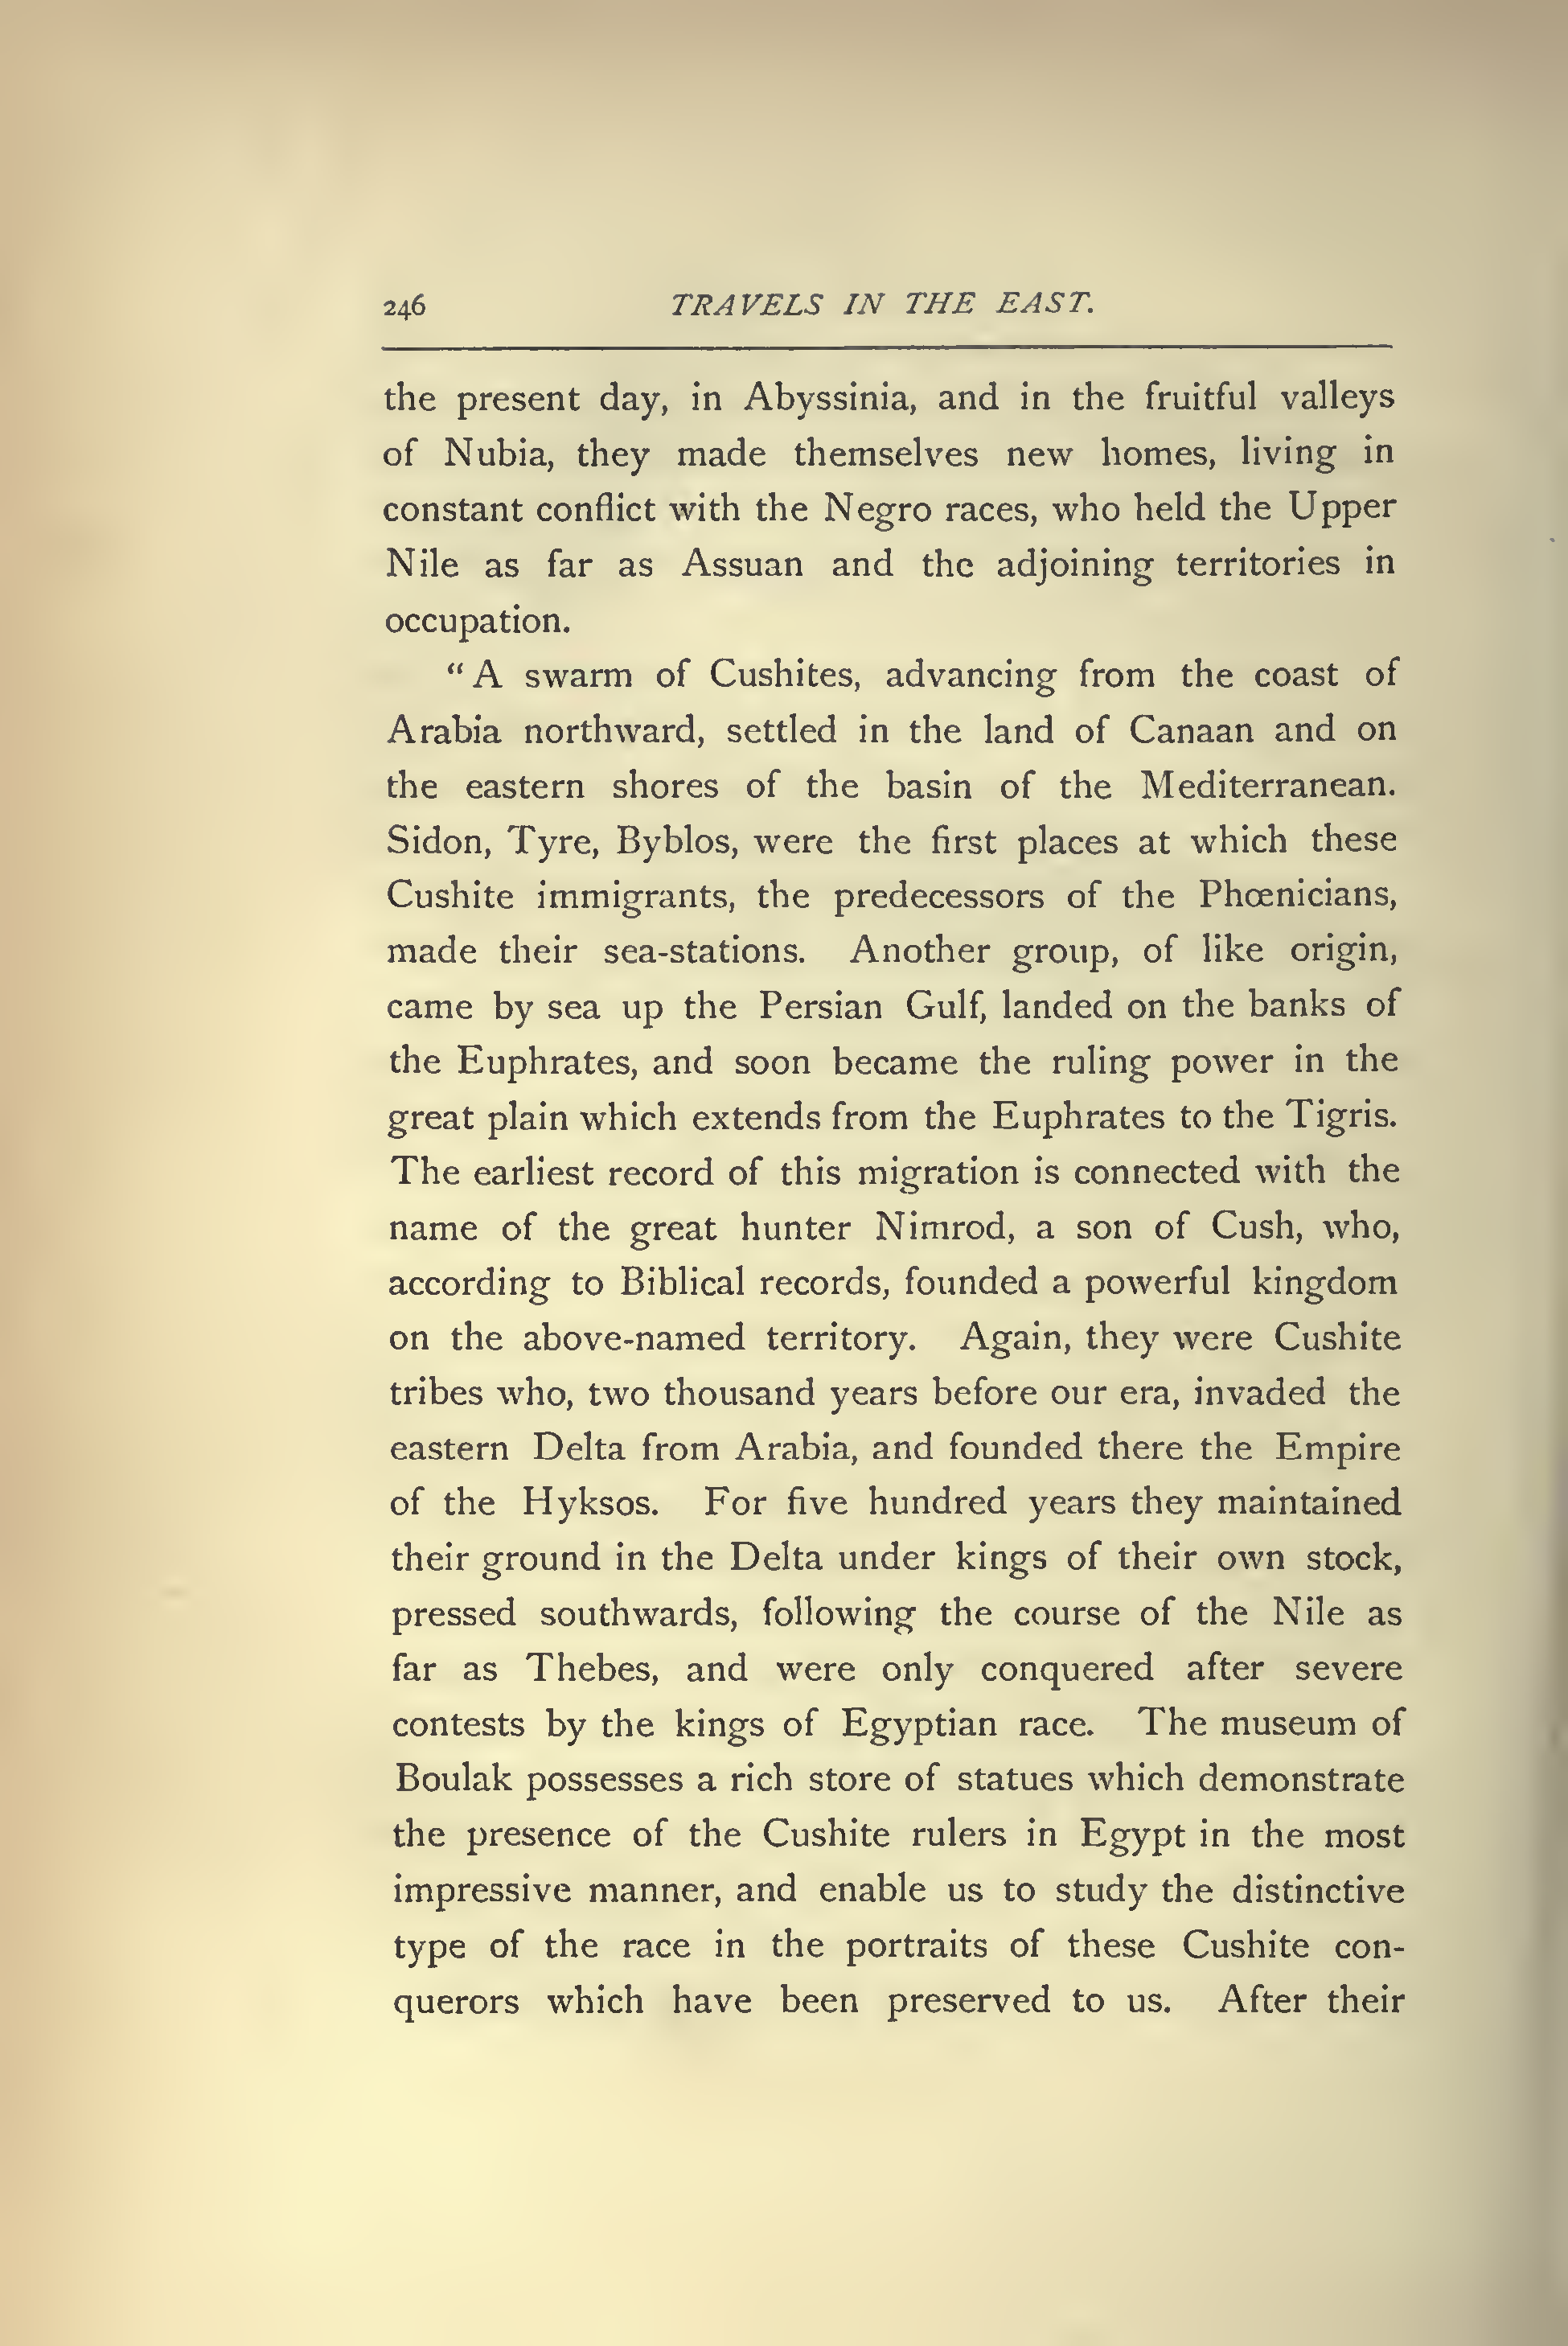 246 TRAVELS IN THE EAST.
the present day, in Abyssinia, and in the fruitful valleys
of Nubia, they made themselves new homes, living in
constant conflict with the Negro races, who held the Upper
Nile as far as Assuan and the adjoining territories in
occupation.
“ A swarm of Cushites, advancing from the coast of
Arabia northward, settled in the land of Canaan and on
the eastern shores of the basin of the Mediterranean.
Sidon, Tyre, Byblos, were the first places at which these
Cushite immigrants, the predecessors of the Phœnicians,
made their sea-stations. Another group, of like origin,
came by sea up the Persian Gulf, landed on the banks of
the Euphrates, and soon became the ruling power in the
great plain which extends from the Euphrates to the Tigris.
The earliest record of this migration is connected with the
name of the great hunter Nimrod, a son of Cush, who,
according to Biblical records, founded a powerful kingdom
on the above-named territory. Again, they were Cushite
tribes who, two thousand years before our era, invaded the
eastern Delta from Arabia, and founded there the Empire
of the Hyksos. For five hundred years they maintained
their ground in the Delta under kings of their own stock,
pressed southwards, following the course of the Nile as
far as Thebes, and were only conquered after severe
contests by the kings of Egyptian race. The museum of
Boulak possesses a rich store of statues which demonstrate
the presence of the Cushite rulers in Egypt in the most
impressive manner, and enable us to study the distinctive
type of the race in the portraits of these Cushite con-
querors which have been preserved to us. After their